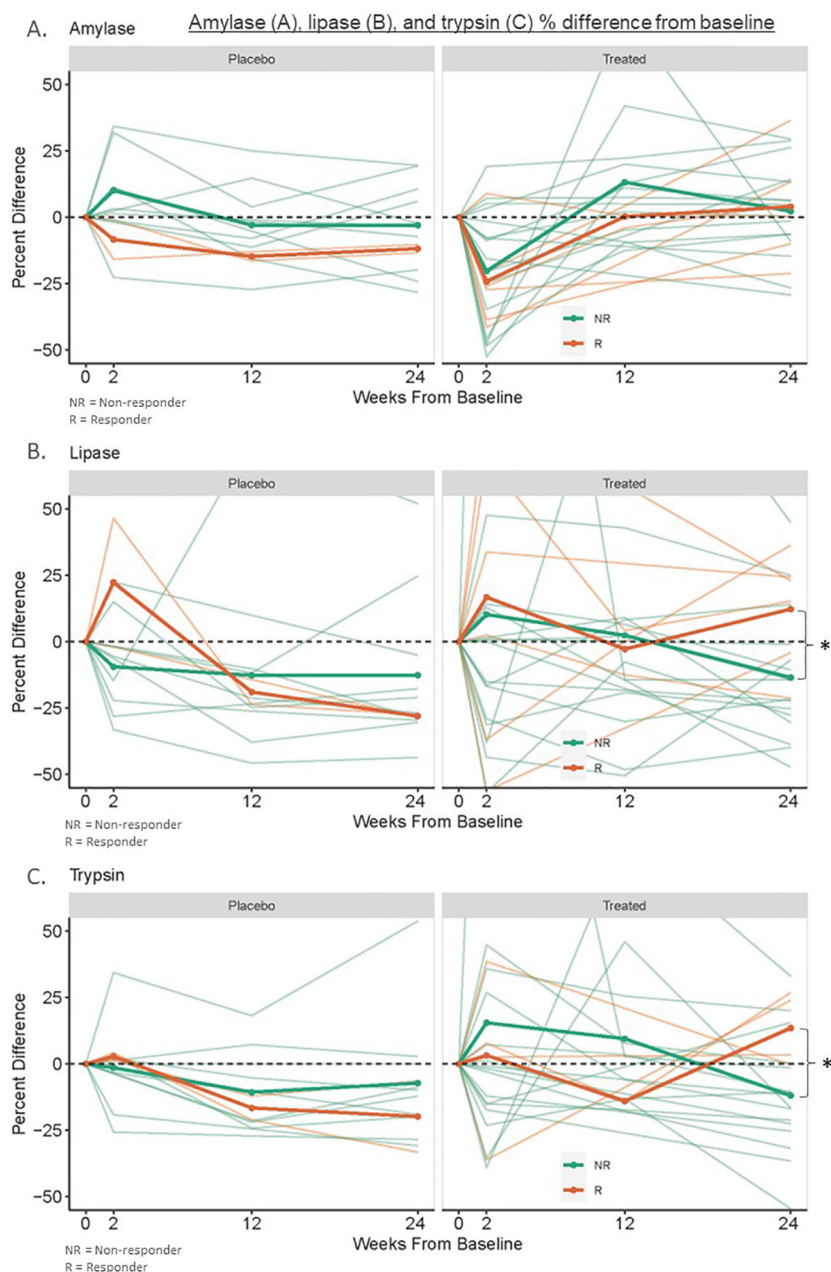 Amylase (A), lipase (B), and trypsin (C) % difference from baseline
A. Amylase
Placebo Treated
Percent Difference
50
25
0
−25
−50
NR
R
0 2 12 24 0 2 12 24
Weeks From Baseline
NR = Non-responder
R = Responder
B. Lipase
Placebo Treated
Percent Difference
50
25
0
−25
−50
*
NR
R
0 2 12 24 0 2 12 24
Weeks From Baseline
NR = Non-responder
R = Responder
C. Trypsin
Placebo Treated
Percent Difference
50
25
0
−25
−50
*
NR
R
0 2 12 24 0 2 12 24
Weeks From Baseline
NR = Non-responder
R = Responder